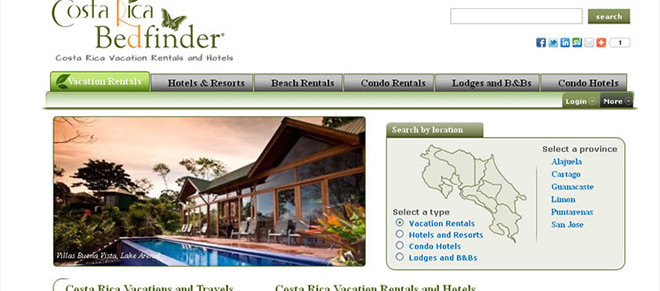 Costa Rica
Bedfinder
Costa Rica Vacation Rentals and Hotels
search
1
Vacation Rentals
Hotels & Resorts
Beach Rentals
Condo Rentals
Lodges and B&Bs
Condo Hotels
Login
More
Search by location
Select a province
Alajuela
Cartago
Guanacaste
Limon
Puntarenas
San Jose
Select a type
Vacation Rentals
Hotels and Resorts
Condo Hotels
Lodges and B&Bs
Villas Buena Vista, Lake
Costa Rica Vacations and Travels
Costa Rica Vacation Rentals and Hotels